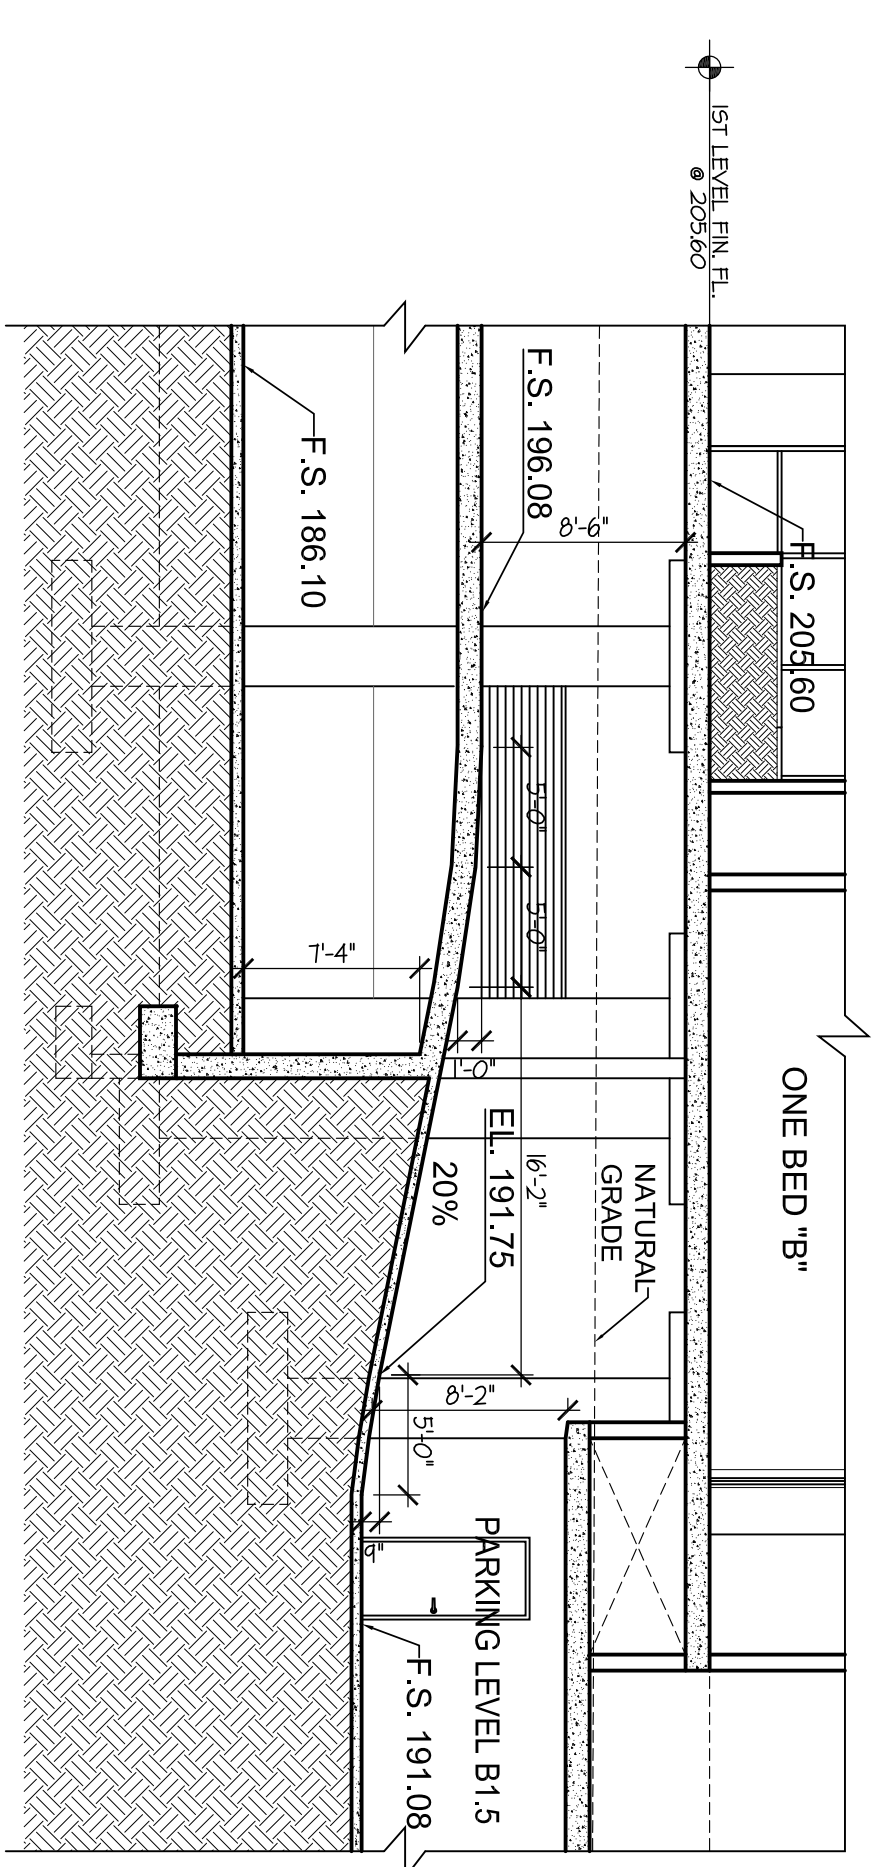 1ST LEVEL FIN. FL.
@ 205.60
F.S. 205.60
ONE BED "B"
F.S. 196.08
8'-6"
NATURAL
GRADE
5'-0"
5'-0"
16'-2"
EL. 191.75
20%
1'-0"
F.S. 186.10
7'-4"
8'-2"
5'-0"
9"
PARKING LEVEL B1.5
F.S. 191.08